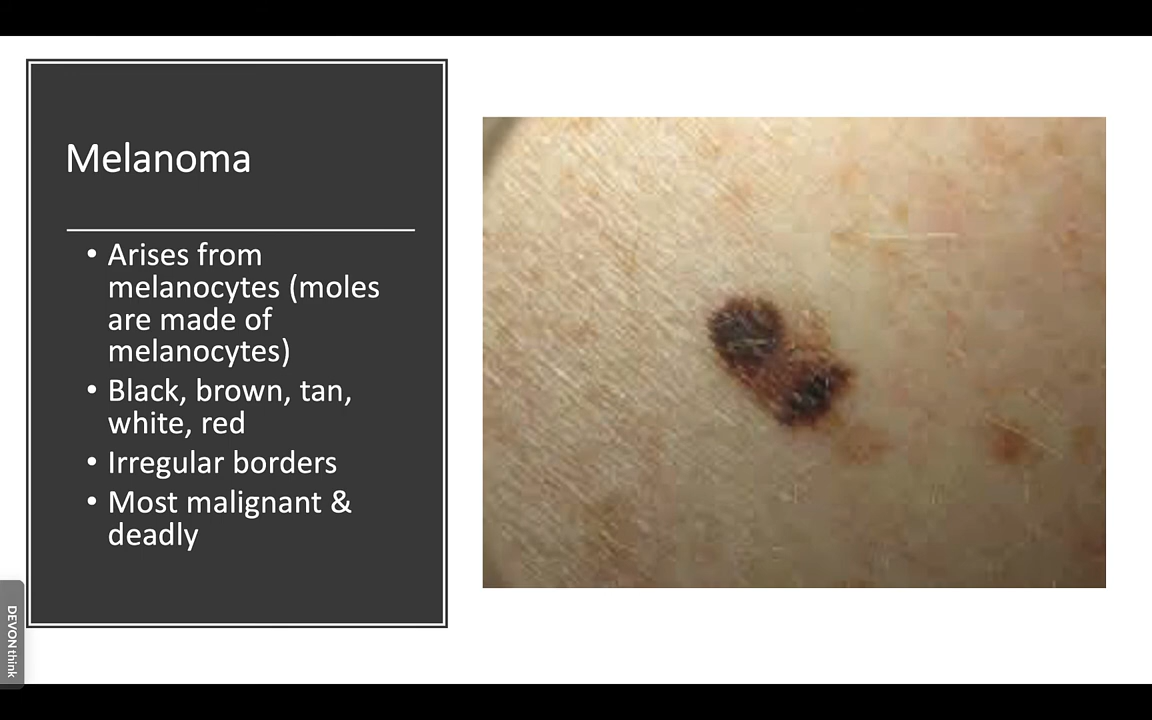 Melanoma
• Arises from
melanocytes (moles
are made of
melanocytes)
• Black, brown, tan,
white, red
• Irregular borders
• Most malignant &
deadly
DEVONthink